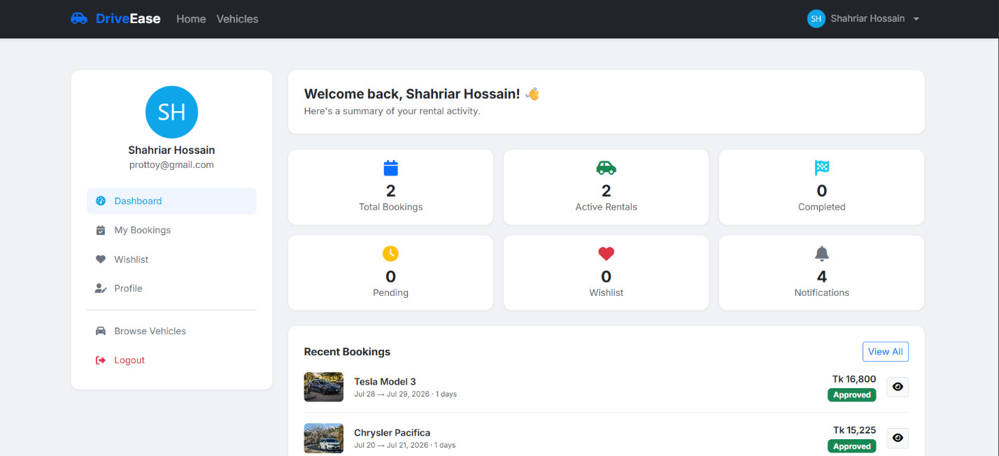 DriveEase Home Vehicles
SH Shahriar Hossain
SH
Shahriar Hossain
prottoy@gmail.com
Dashboard
My Bookings
Wishlist
Profile
Browse Vehicles
Logout
Welcome back, Shahriar Hossain! 👋
Here's a summary of your rental activity.
2
Total Bookings
2
Active Rentals
0
Completed
0
Pending
0
Wishlist
4
Notifications
Recent Bookings
View All
Tesla Model 3
Jul 28 → Jul 29, 2026 · 1 days
Tk 16,800
Approved
Chrysler Pacifica
Jul 20 → Jul 21, 2026 · 1 days
Tk 15,225
Approved